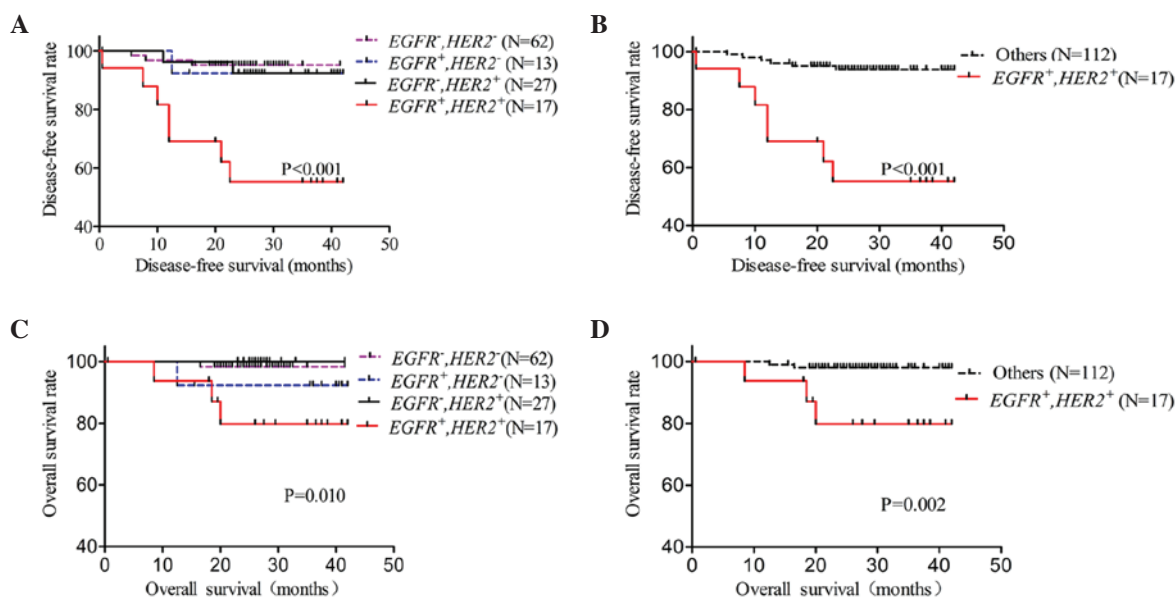 A
Disease-free survival rate
100
80
60
40
0 10 20 30 40 50
Disease-free survival (months)
EGFR⁻,HER2⁻ (N=62)
EGFR⁺,HER2⁻ (N=13)
EGFR⁻,HER2⁺ (N=27)
EGFR⁺,HER2⁺ (N=17)
P<0.001
B
Disease-free survival rate
100
80
60
40
0 10 20 30 40 50
Disease-free survival (months)
Others (N=112)
EGFR⁺,HER2⁺ (N=17)
P<0.001
C
Overall survival rate
100
80
60
40
0 10 20 30 40 50
Overall survival (months)
EGFR⁻,HER2⁻(N=62)
EGFR⁺,HER2⁻(N=13)
EGFR⁻,HER2⁺(N=27)
EGFR⁺,HER2⁺(N=17)
P=0.010
D
Overall survival rate
100
80
60
40
0 10 20 30 40 50
Overall survival (months)
Others (N=112)
EGFR⁺,HER2⁺ (N=17)
P=0.002